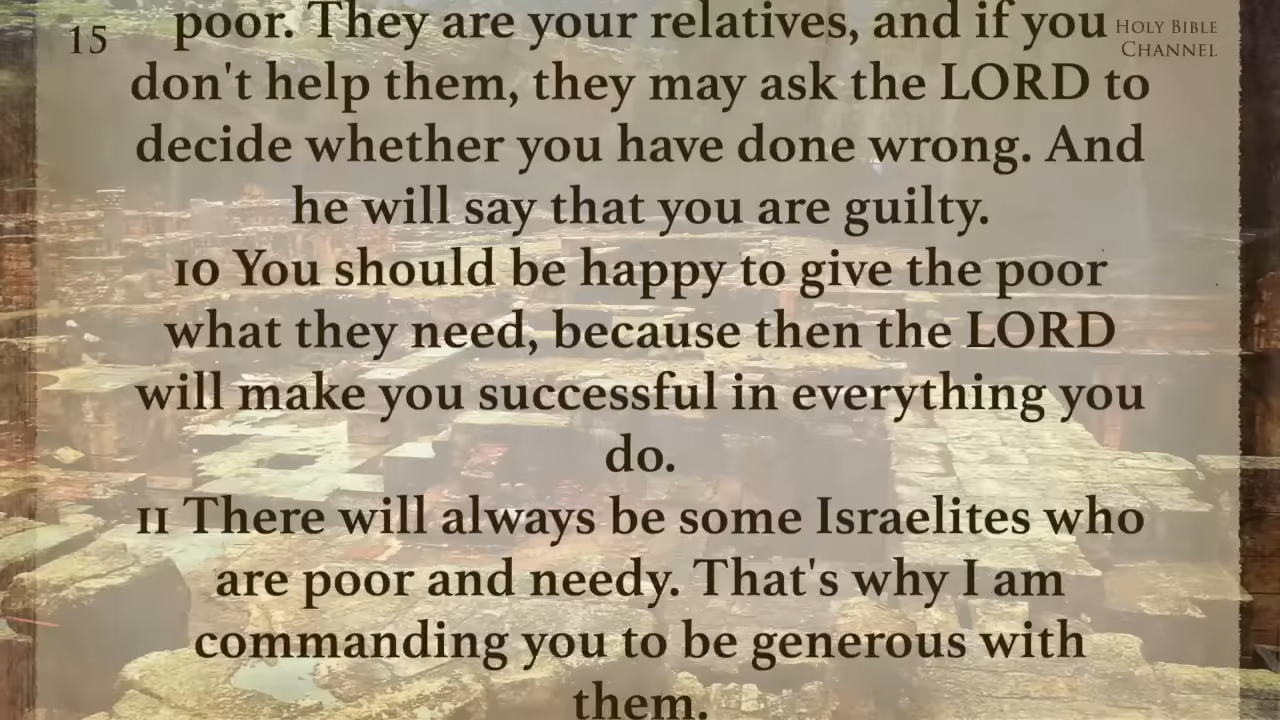 15
HOLY BIBLE
CHANNEL
poor. They are your relatives, and if you
don't help them, they may ask the LORD to
decide whether you have done wrong. And
he will say that you are guilty.
10 You should be happy to give the poor
what they need, because then the LORD
will make you successful in everything you
do.
11 There will always be some Israelites who
are poor and needy. That's why I am
commanding you to be generous with
them.